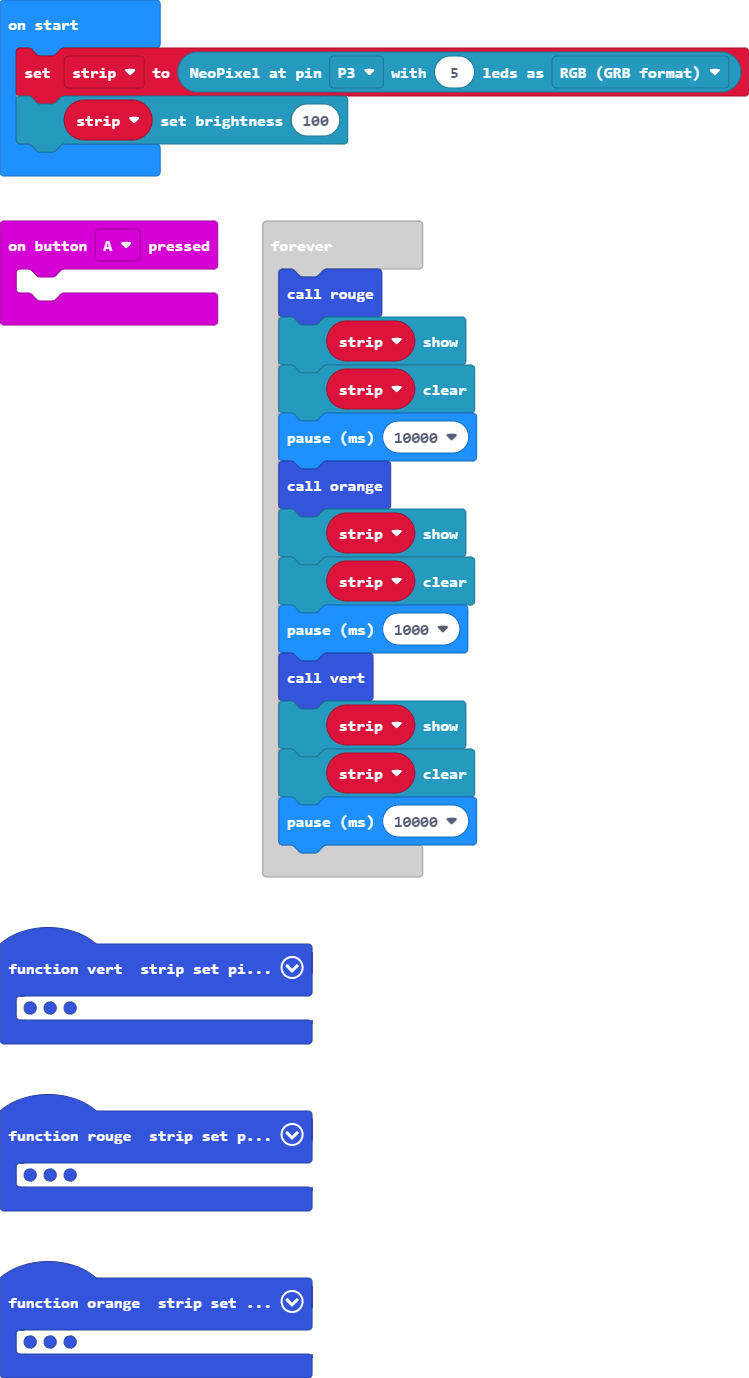 on start
set strip to NeoPixel at pin P3 with 5 leds as RGB (GRB format)
strip set brightness 100
on button A pressed
forever
call rouge
strip show
strip clear
pause (ms) 10000
call orange
strip show
strip clear
pause (ms) 1000
call vert
strip show
strip clear
pause (ms) 10000
function vert strip set pi...
function rouge strip set p...
function orange strip set ...